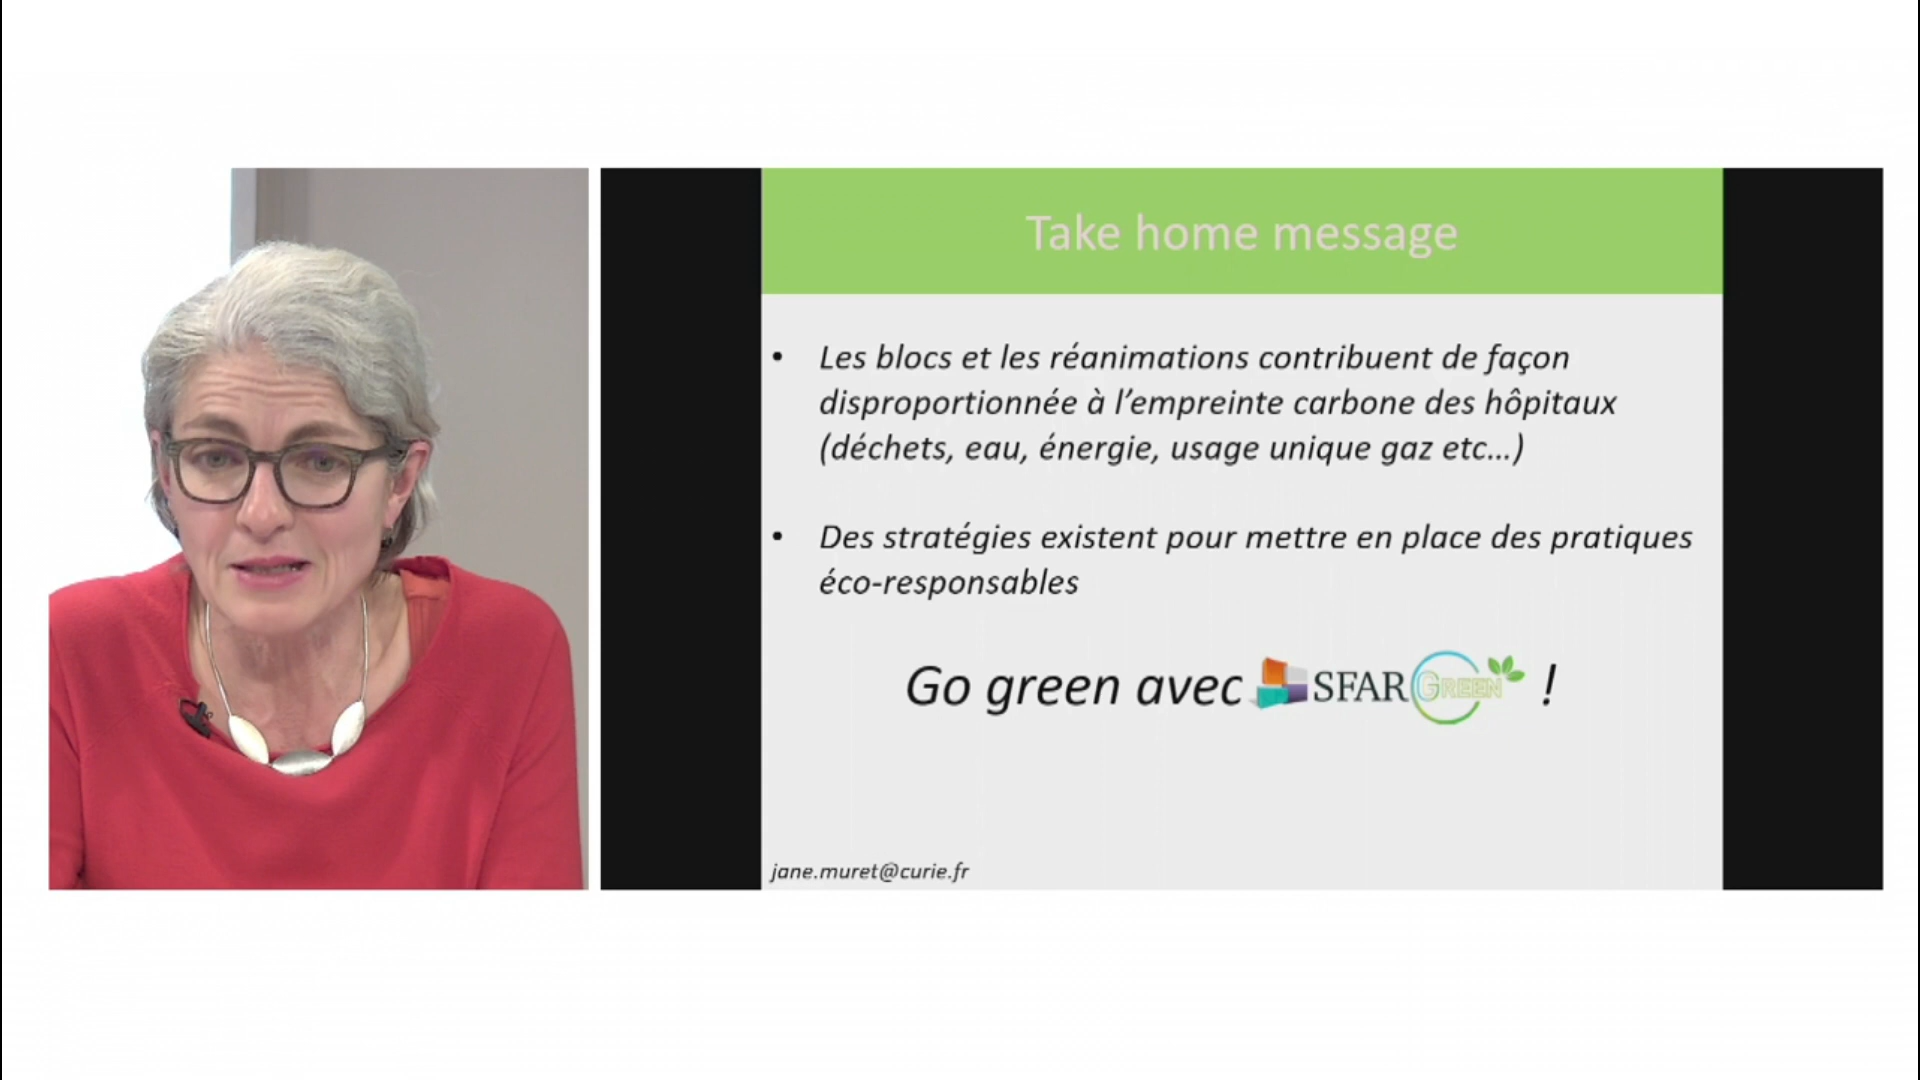 Take home message
• Les blocs et les réanimations contribuent de façon
disproportionnée à l’empreinte carbone des hôpitaux
(déchets, eau, énergie, usage unique gaz etc...)
• Des stratégies existent pour mettre en place des pratiques
éco-responsables
Go green avec SFAR GREEN !
jane.muret@curie.fr